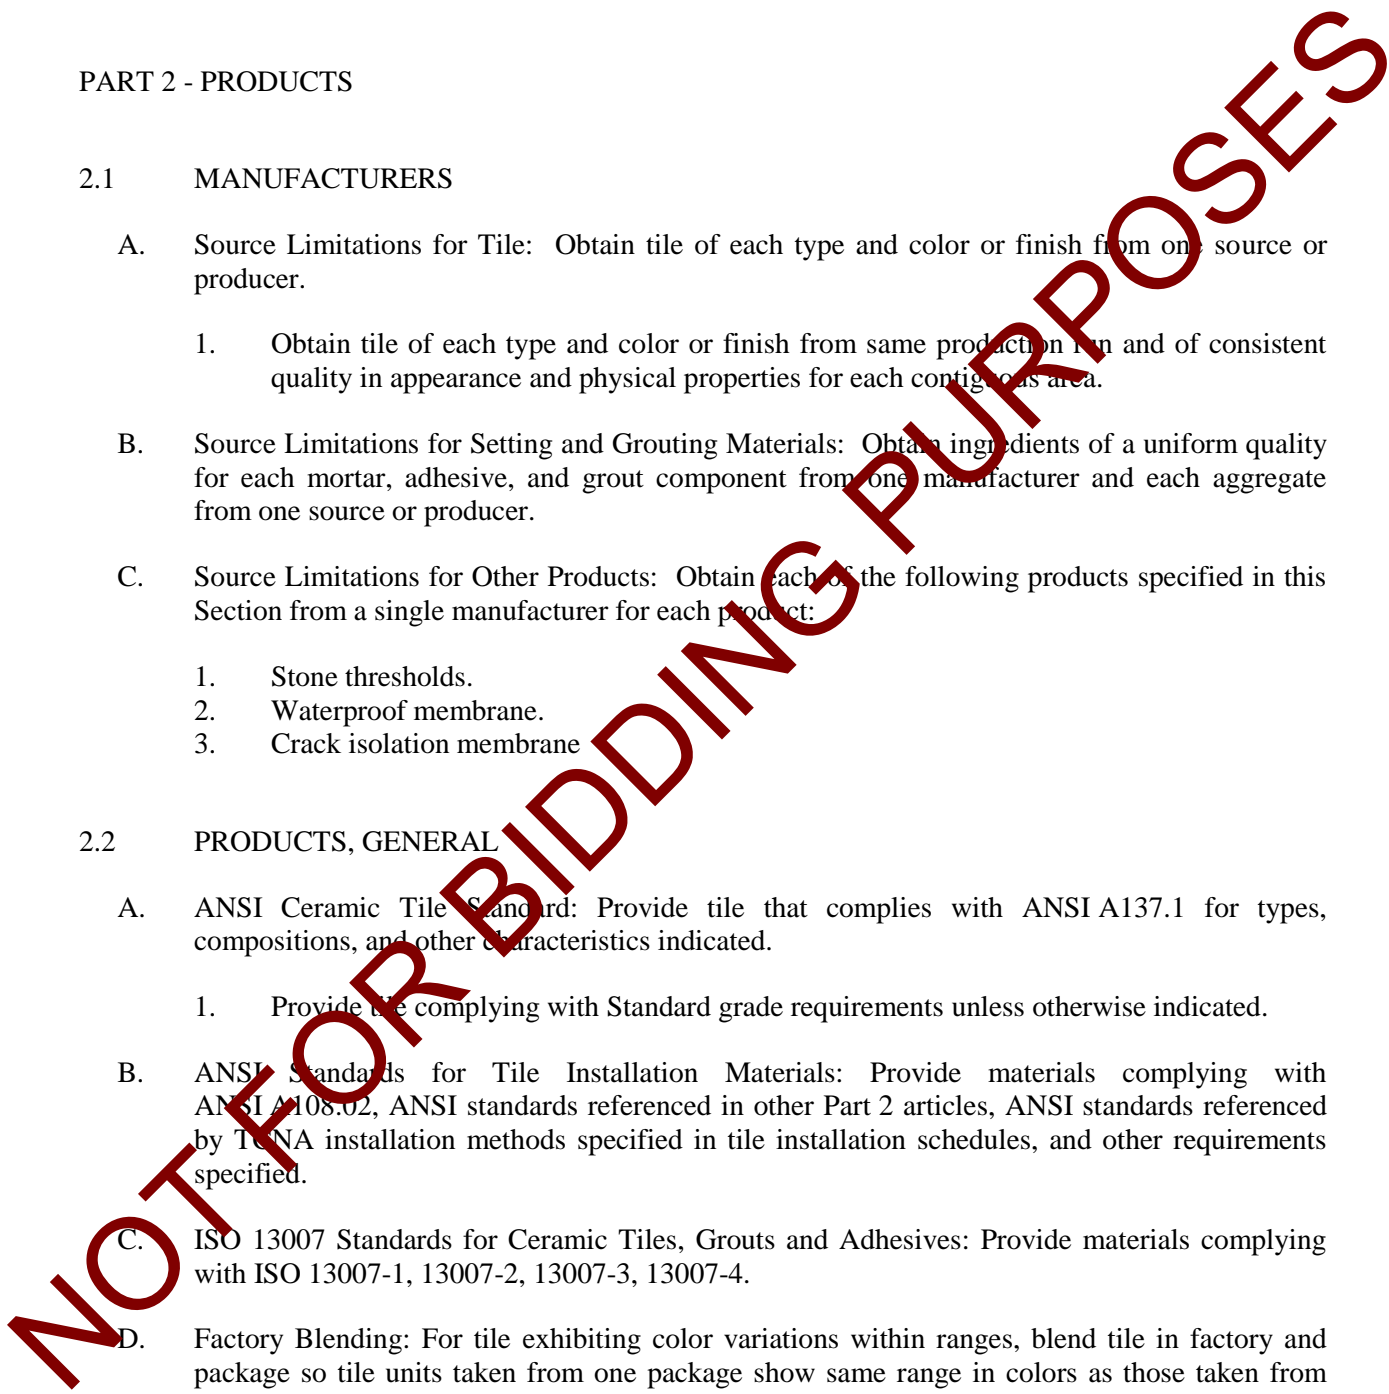 PART 2 - PRODUCTS
2.1 MANUFACTURERS
A. Source Limitations for Tile: Obtain tile of each type and color or finish from one source or
producer.
1. Obtain tile of each type and color or finish from same production run and of consistent
quality in appearance and physical properties for each contiguous area.
B. Source Limitations for Setting and Grouting Materials: Obtain ingredients of a uniform quality
for each mortar, adhesive, and grout component from one manufacturer and each aggregate
from one source or producer.
C. Source Limitations for Other Products: Obtain each of the following products specified in this
Section from a single manufacturer for each product:
1. Stone thresholds.
2. Waterproof membrane.
3. Crack isolation membrane
2.2 PRODUCTS, GENERAL
A. ANSI Ceramic Tile Standard: Provide tile that complies with ANSI A137.1 for types,
compositions, and other characteristics indicated.
1. Provide tile complying with Standard grade requirements unless otherwise indicated.
B. ANSI Standards for Tile Installation Materials: Provide materials complying with
ANSI A108.02, ANSI standards referenced in other Part 2 articles, ANSI standards referenced
by TCNA installation methods specified in tile installation schedules, and other requirements
specified.
C. ISO 13007 Standards for Ceramic Tiles, Grouts and Adhesives: Provide materials complying
with ISO 13007-1, 13007-2, 13007-3, 13007-4.
D. Factory Blending: For tile exhibiting color variations within ranges, blend tile in factory and
package so tile units taken from one package show same range in colors as those taken from
NOT FOR BIDDING PURPOSES